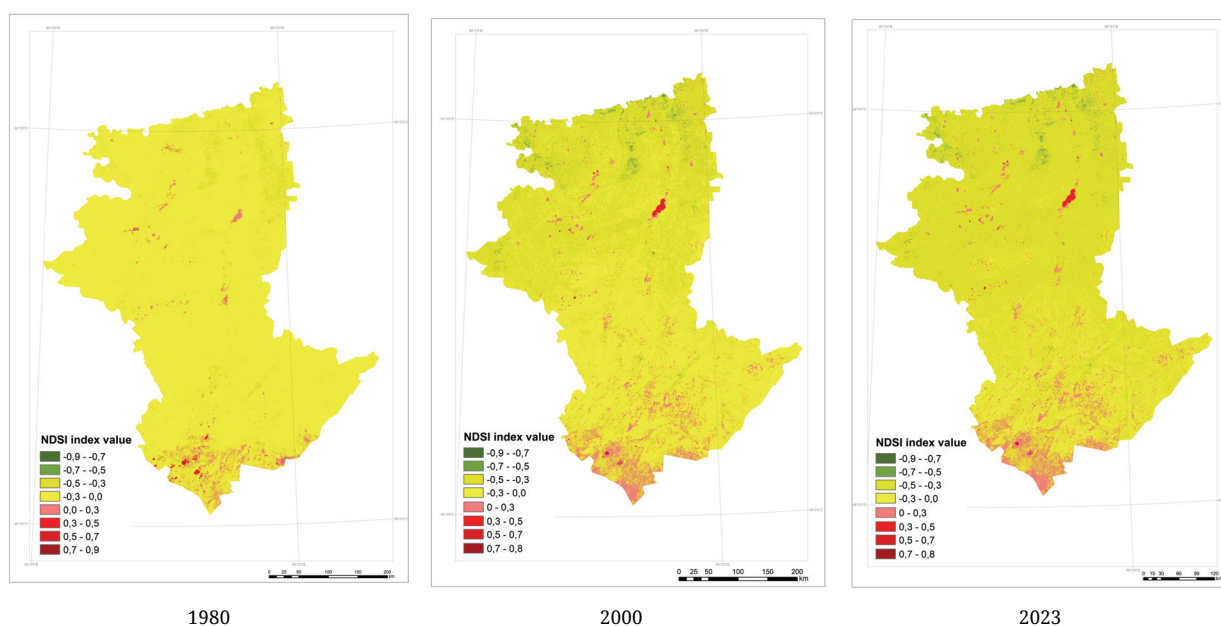 NDSI index value
-0,9 - -0,7
-0,7 - -0,5
-0,5 - -0,3
-0,3 - 0,0
0,0 - 0,3
0,3 - 0,5
0,5 - 0,7
0,7 - 0,9
0 25 50 100 150 200
km
1980
NDSI index value
-0,9 - -0,7
-0,7 - -0,5
-0,5 - -0,3
-0,3 - 0,0
0 - 0,3
0,3 - 0,5
0,5 - 0,7
0,7 - 0,8
0 25 50 100 150 200
km
2000
NDSI index value
-0,9 - -0,7
-0,7 - -0,5
-0,5 - -0,3
-0,3 - 0,0
0 - 0,3
0,3 - 0,5
0,5 - 0,7
0,7 - 0,8
0 15 30 60 90 120
km
2023